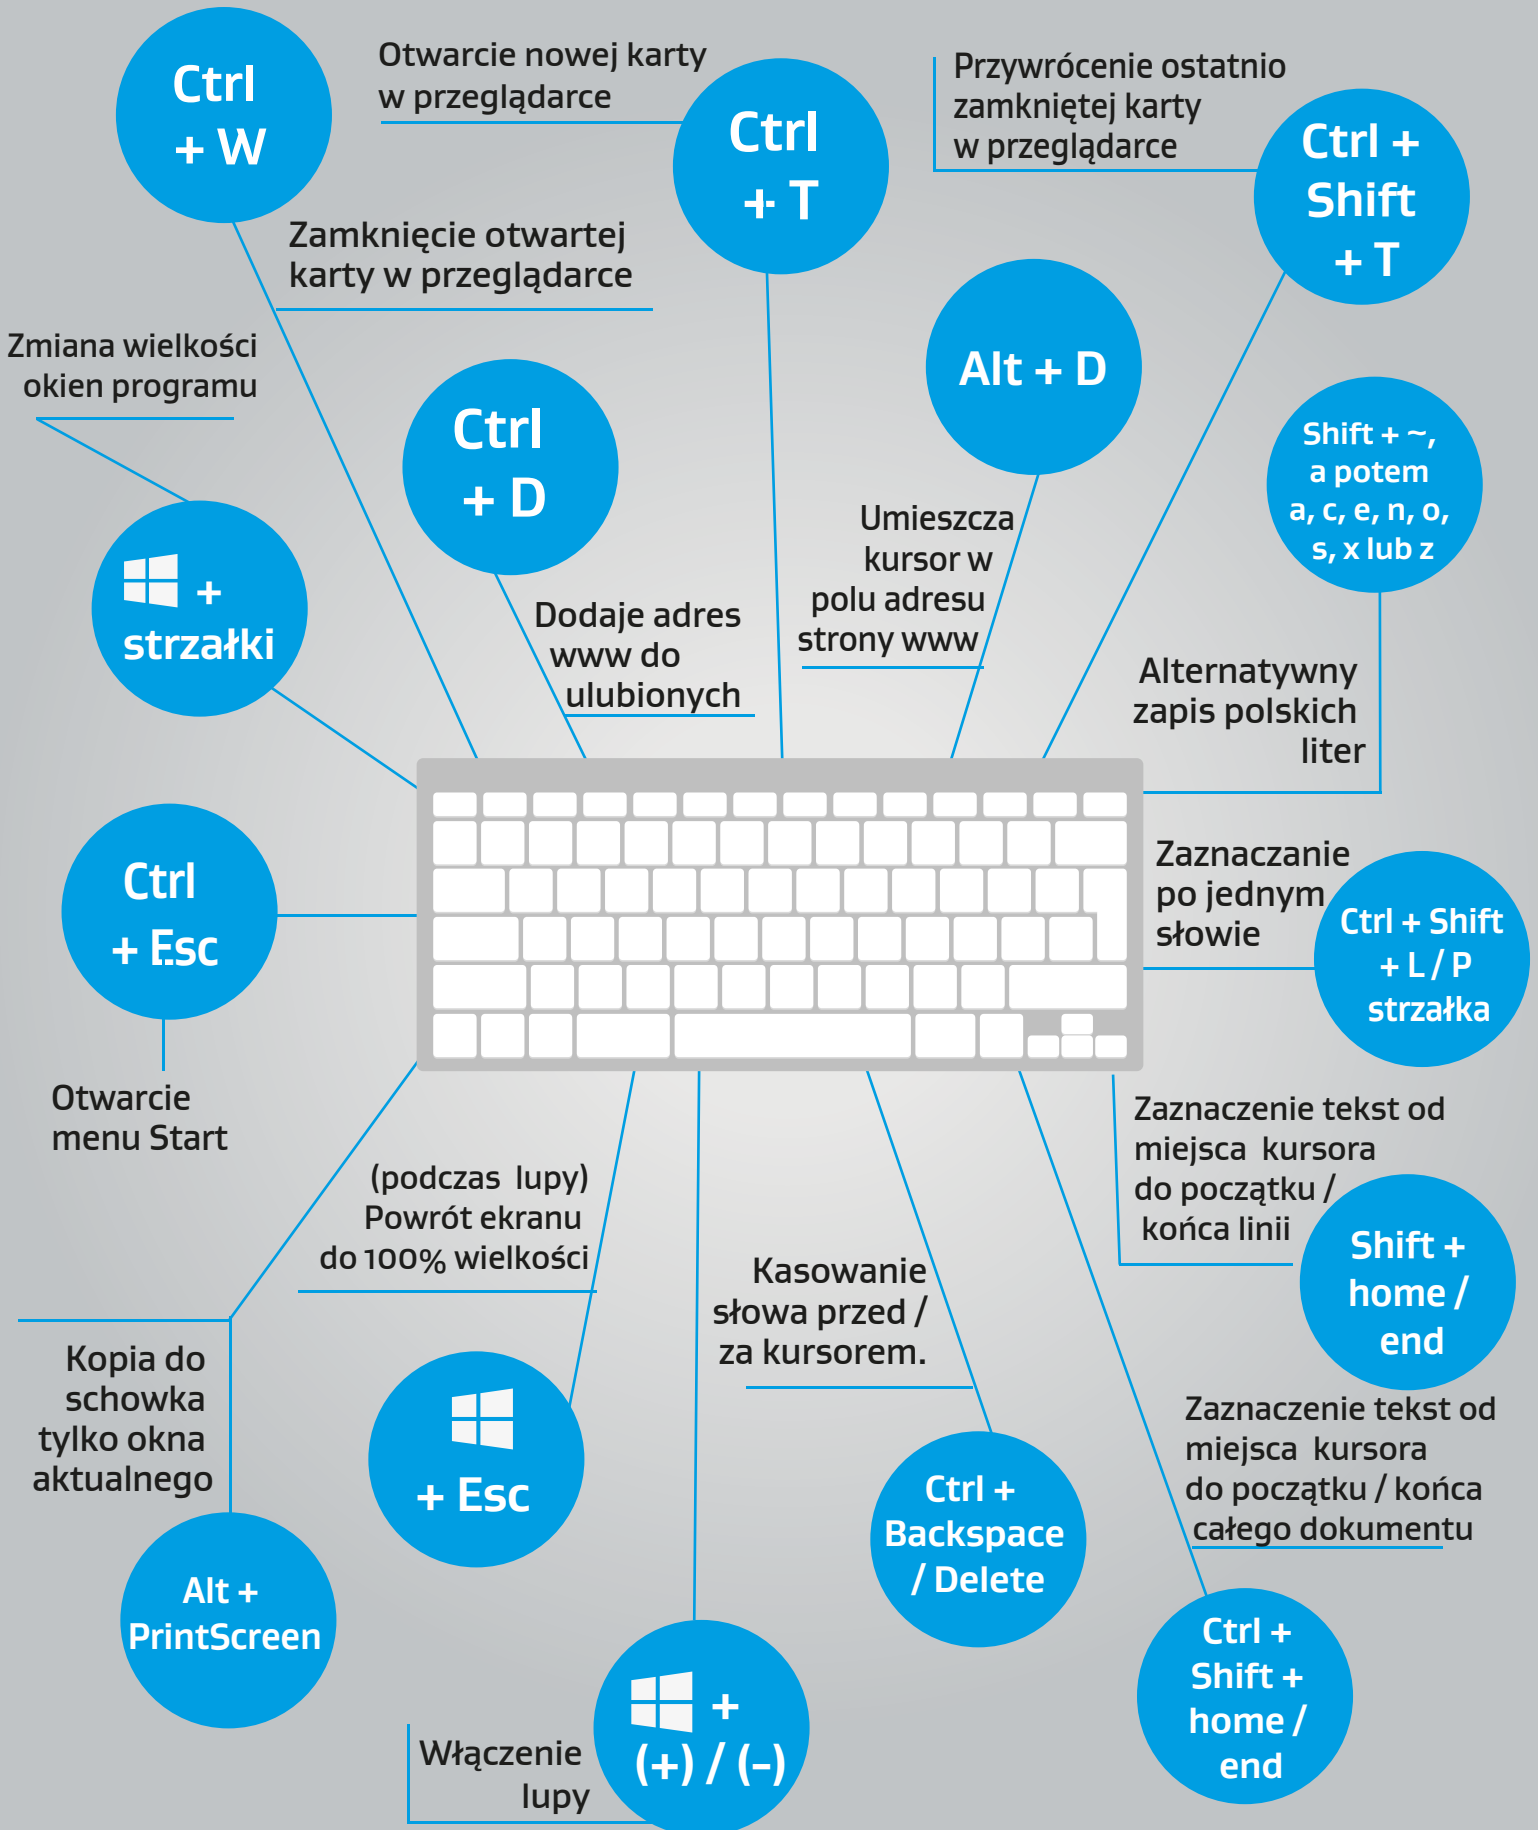 Ctrl
+ W
Otwarcie nowej karty
w przeglądarce
Ctrl
+ T
Przywrócenie ostatnio
zamkniętej karty
w przeglądarce
Ctrl +
Shift
+ T
Zamknięcie otwartej
karty w przeglądarce
Zmiana wielkości
okien programu
+
strzałki
Ctrl
+ D
Dodaje adres
www do
ulubionych
Alt + D
Umieszcza
kursor w
polu adresu
strony www
Shift + ~,
a potem
a, c, e, n, o,
s, x lub z
Alternatywny
zapis polskich
liter
Ctrl
+ Esc
Otwarcie
menu Start
Zaznaczanie
po jednym
słowie
Ctrl + Shift
+ L / P
strzałka
Zaznaczenie tekst od
miejsca kursora
do początku /
końca linii
Shift +
home /
end
(podczas lupy)
Powrót ekranu
do 100% wielkości
+ Esc
Kasowanie
słowa przed /
za kursorem.
Ctrl +
Backspace
/ Delete
Kopia do
schowka
tylko okna
aktualnego
Alt +
PrintScreen
Zaznaczenie tekst od
miejsca kursora
do początku / końca
całego dokumentu
Ctrl +
Shift +
home /
end
Włączenie
lupy
+
(+) / (-)